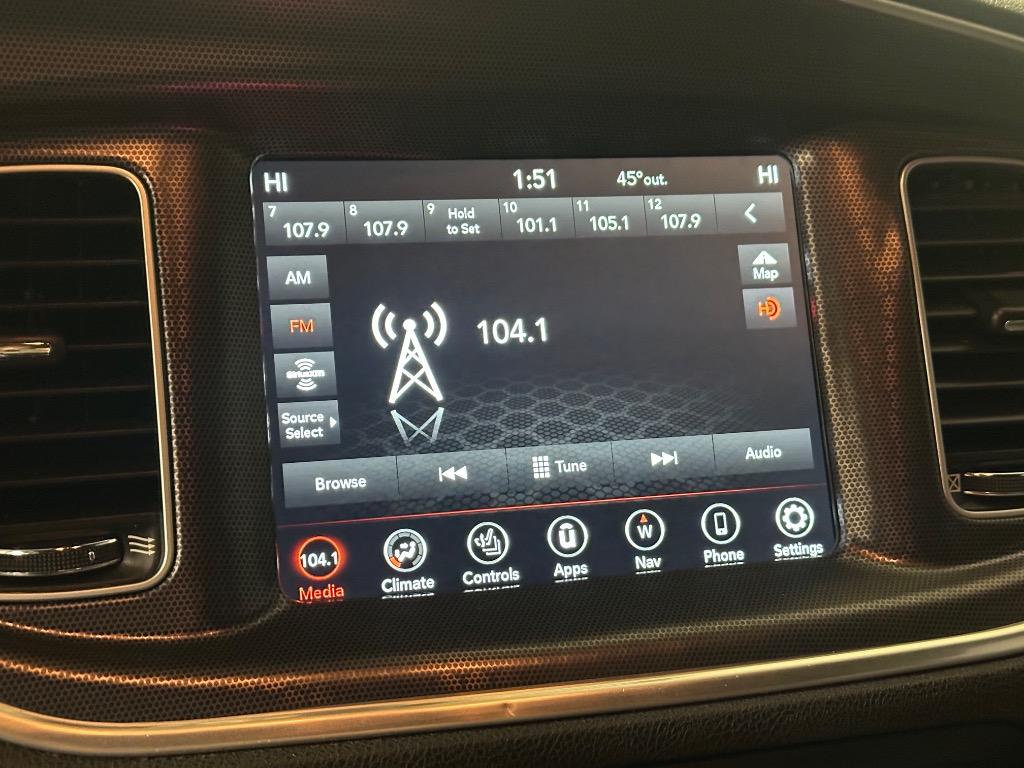 HI 1:51 45°out. HI
7 107.9 8 107.9 9 Hold to Set 10 101.1 11 105.1 12 107.9
AM
Map
FM
HD
104.1
siriusxm
Source
Select
Browse Tune Audio
104.1 W
Media Climate Controls Apps Nav Phone Settings